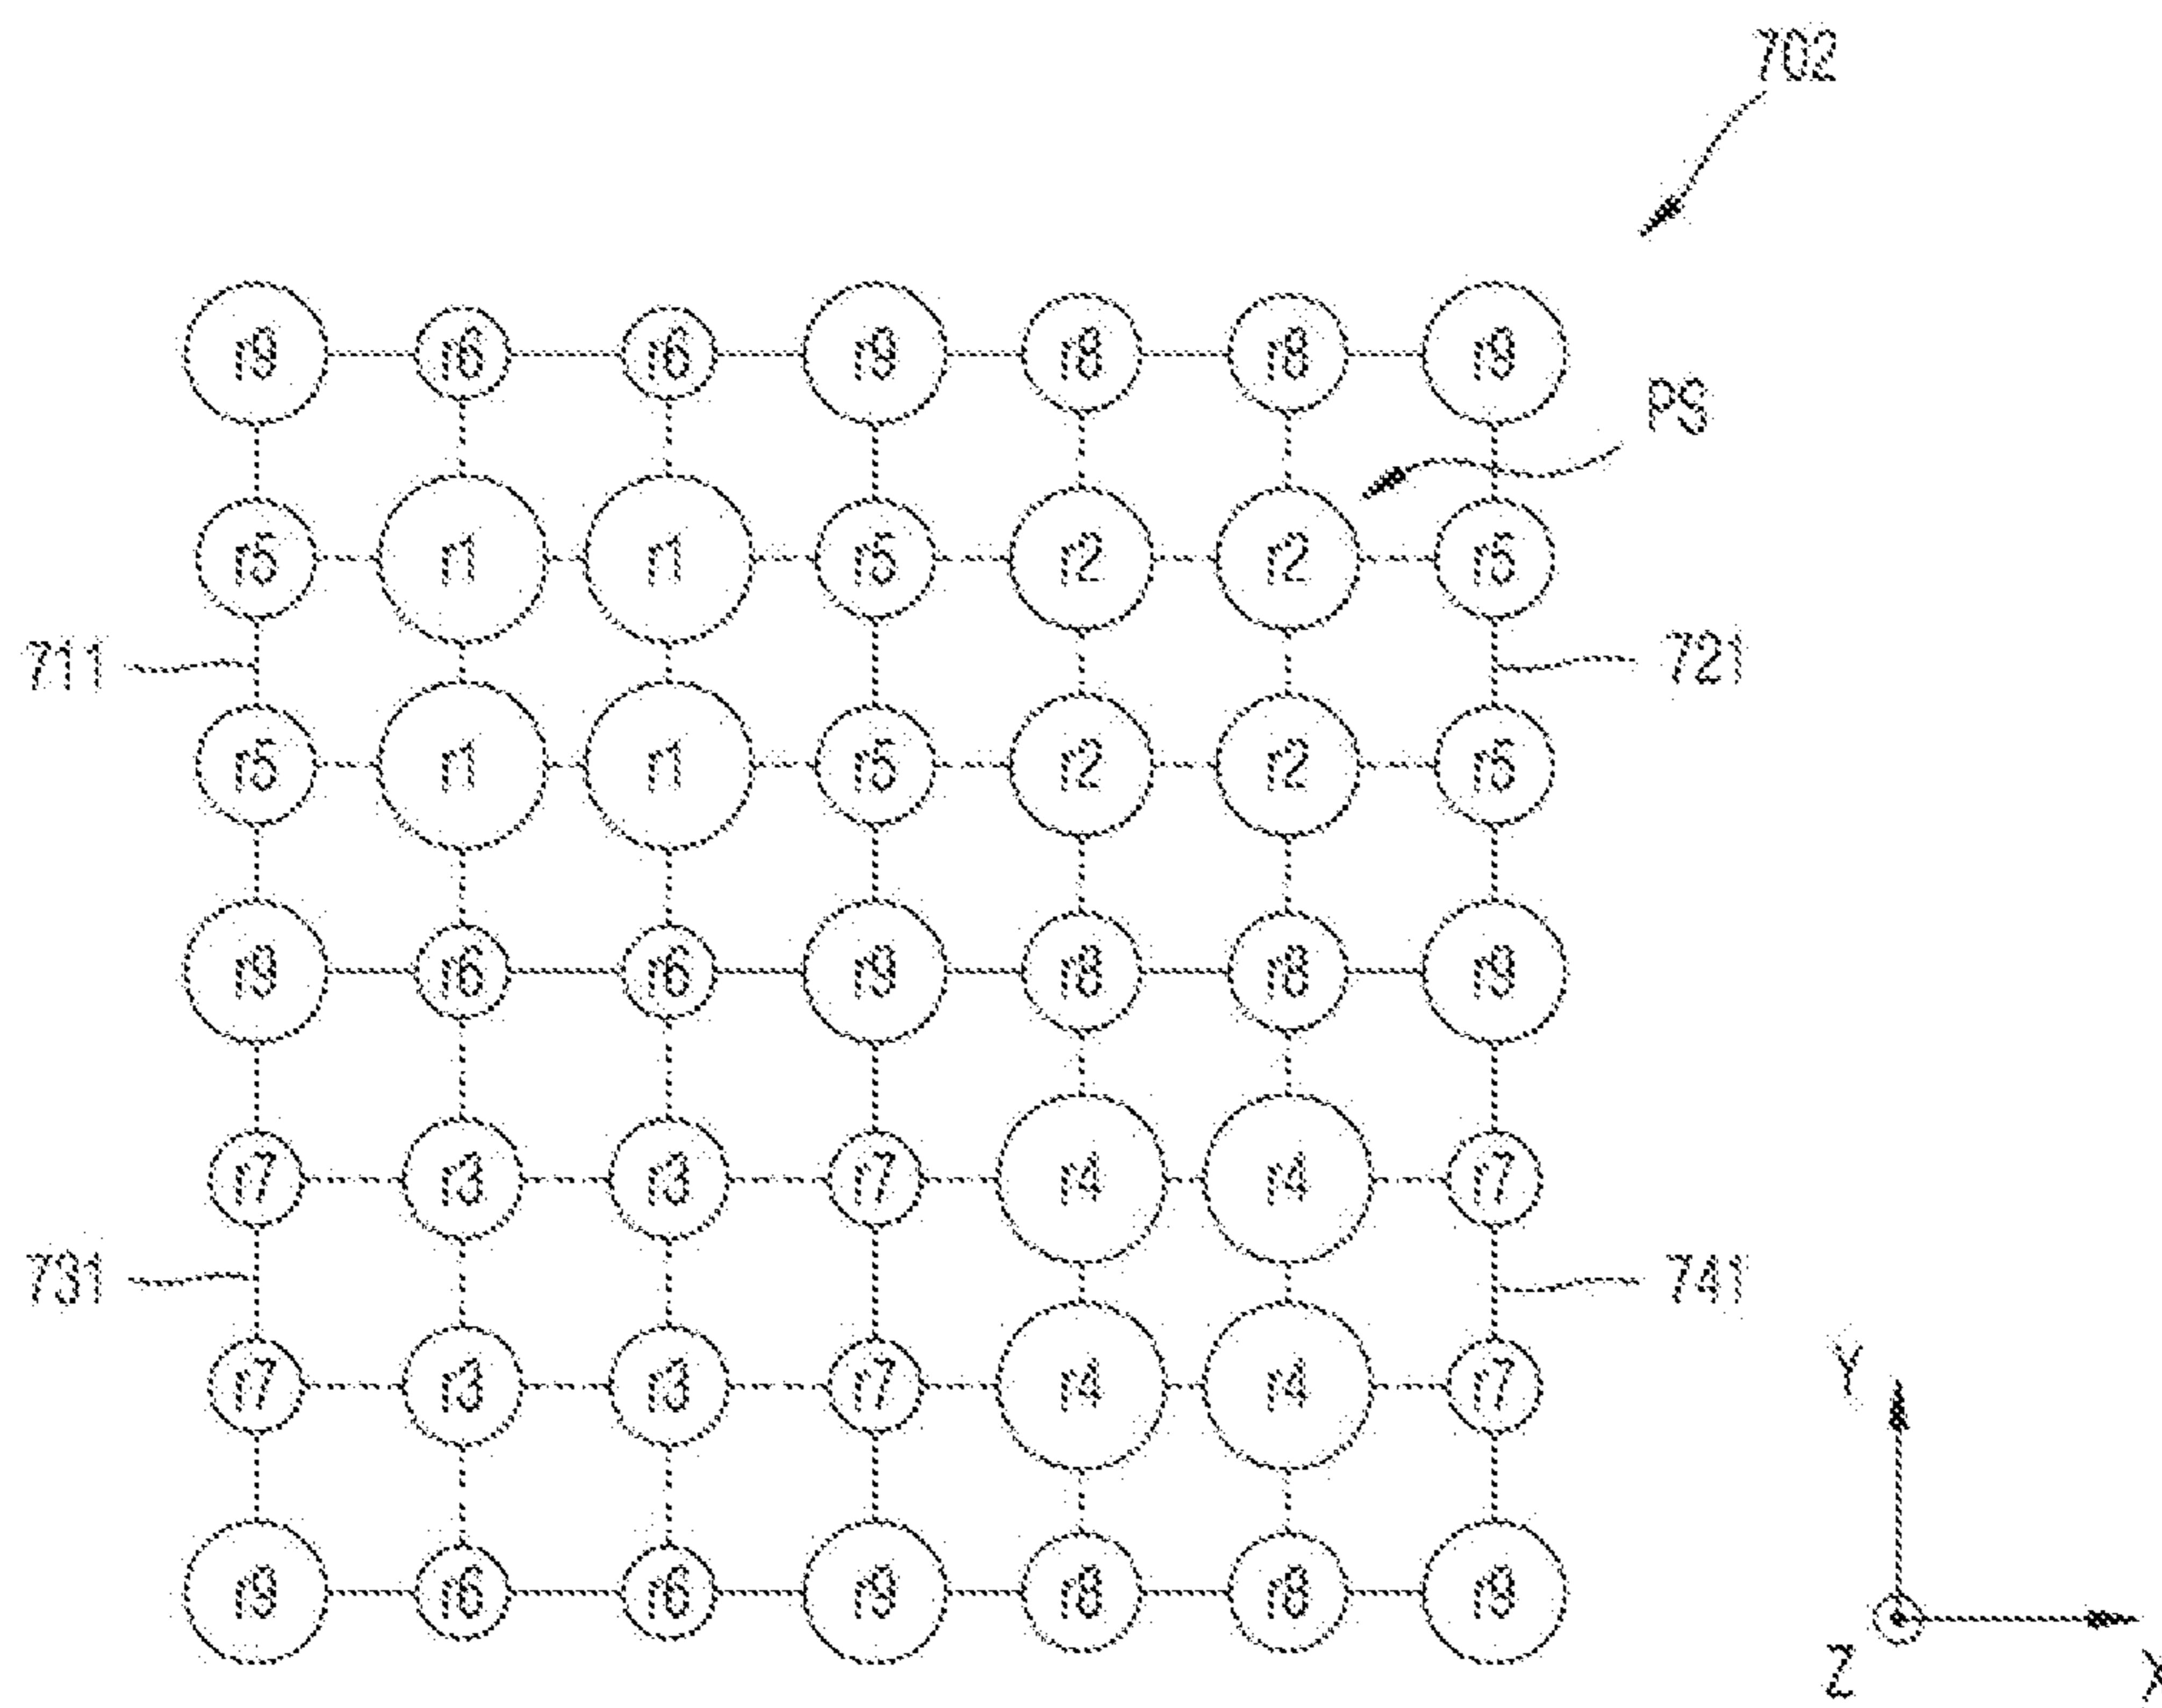 702
r9 r6 r6 r9 r8 r8 r9
PS
r5 r1 r1 r5 r2 r2 r5
711 721
r5 r1 r1 r5 r2 r2 r5
r9 r6 r6 r9 r8 r8 r9
r7 r3 r3 r7 r4 r4 r7
731 741
r7 r3 r3 r7 r4 r4 r7
Y
r9 r6 r6 r9 r8 r8 r9
Z X